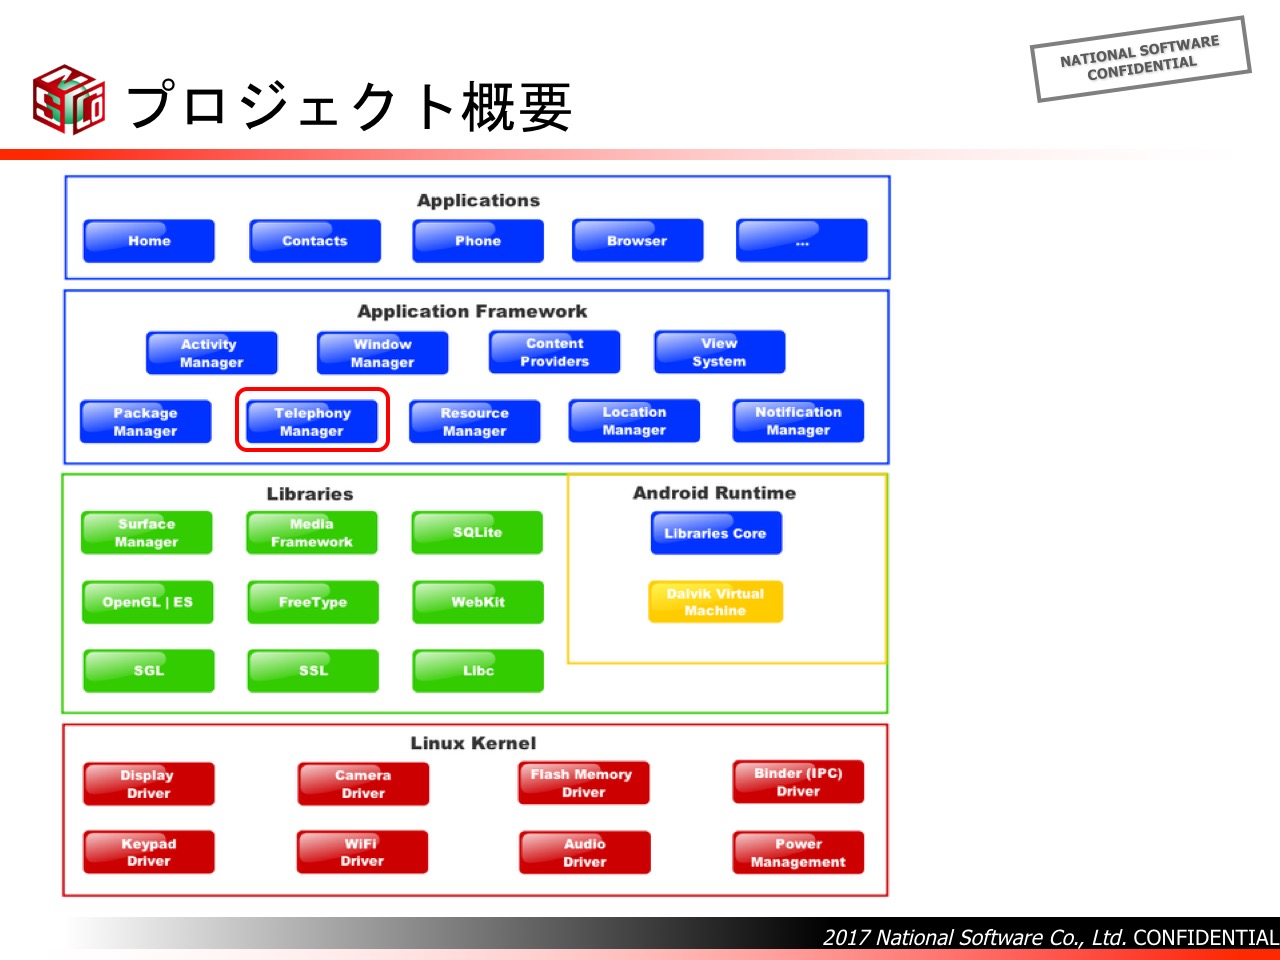 NATIONAL SOFTWARE
CONFIDENTIAL
プロジェクト概要
Applications
Home
Contacts
Phone
Browser
...
Application Framework
Activity
Manager
Window
Manager
Content
Providers
View
System
Package
Manager
Telephony
Manager
Resource
Manager
Location
Manager
Notification
Manager
Libraries
Surface
Manager
Media
Framework
SQLite
OpenGL | ES
FreeType
WebKit
SGL
SSL
Libc
Android Runtime
Libraries Core
Dalvik Virtual
Machine
Linux Kernel
Display
Driver
Camera
Driver
Flash Memory
Driver
Binder (IPC)
Driver
Keypad
Driver
WiFi
Driver
Audio
Driver
Power
Management
2017 National Software Co., Ltd. CONFIDENTIAL